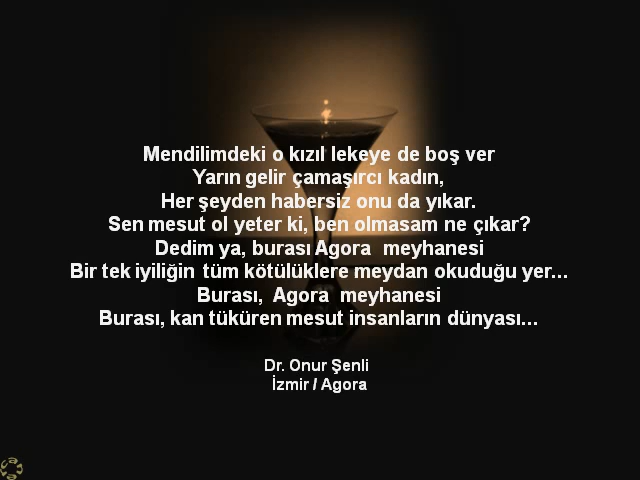 Mendilimdeki o kızıl lekeye de boş ver
Yarın gelir çamaşırcı kadın,
Her şeyden habersiz onu da yıkar.
Sen mesut ol yeter ki, ben olmasam ne çıkar?
Dedim ya, burası Agora meyhanesi
Bir tek iyiliğin tüm kötülüklere meydan okuduğu yer...
Burası, Agora meyhanesi
Burası, kan tüküren mesut insanların dünyası...
Dr. Onur Şenli
İzmir / Agora